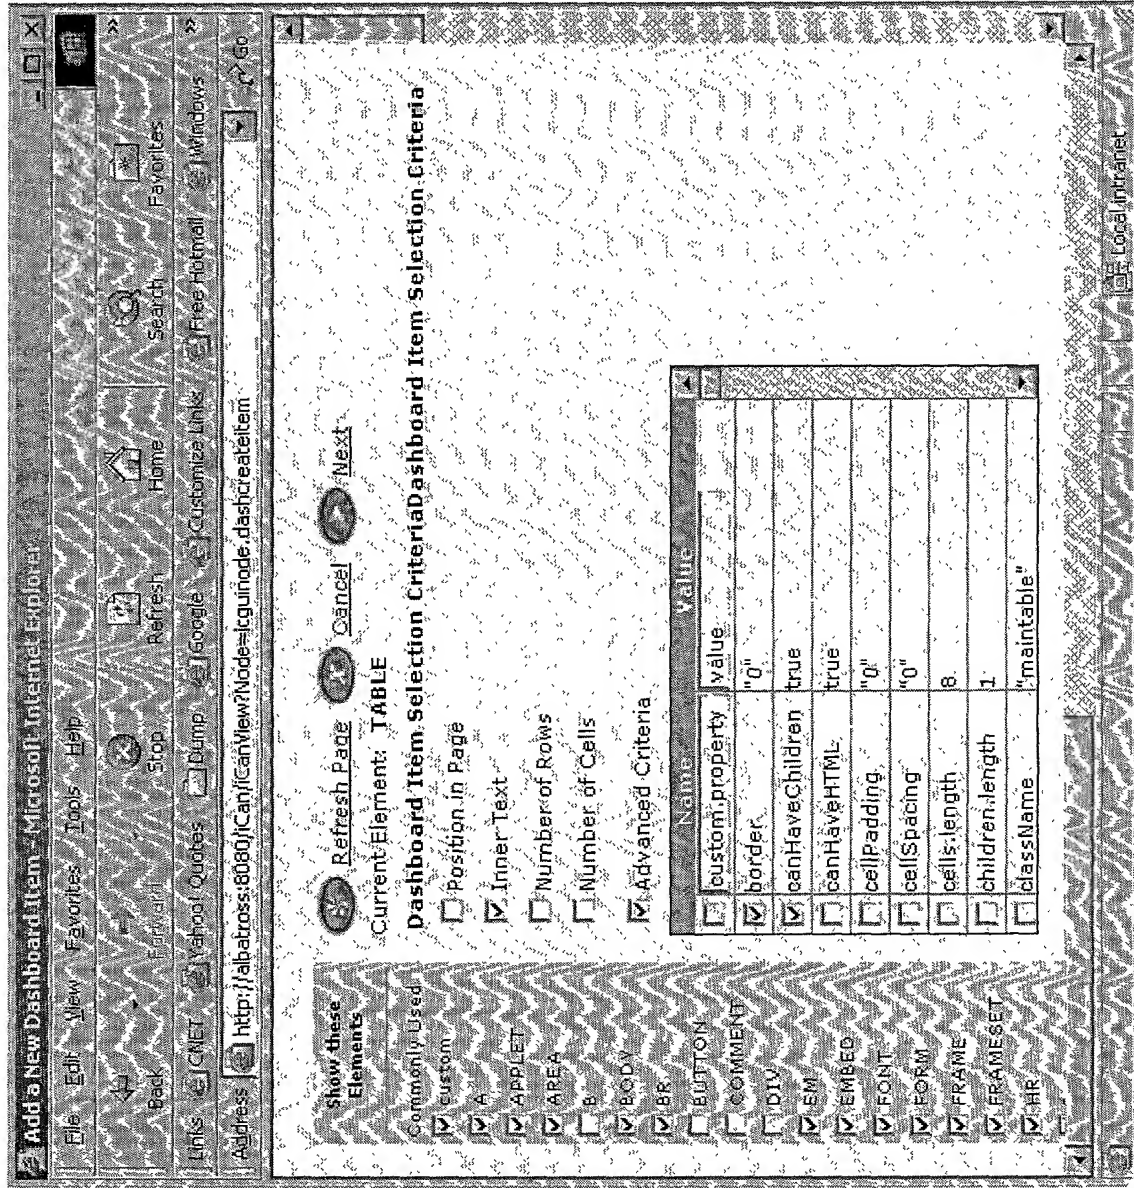 Add a New Dashboard Item - Microsoft Internet Explorer
File Edit View Favorites Tools Help
Back Forward Stop Refresh Home Search Favorites »
Links CNET Yahoo! Quotes Dump Google Customize Links Free Hotmail Windows »
Address http://albatross:8080/iCan/iCanView?Node=icguinode.dashcreateitem Go
Refresh Page Cancel Next
Current Element: TABLE
Dashboard Item Selection CriteriaDashboard Item Selection Criteria
Position in Page
Inner Text
Number of Rows
Number of Cells
Advanced Criteria
Name Value
custom property value
border "0"
canHaveChildren true
canHaveHTML true
cellPadding "0"
cellSpacing "0"
cells.length 8
children.length 1
className "maintable"
Show these
Elements
Commonly Used
custom
A
APPLET
AREA
B
BODY
BR
BUTTON
COMMENT
DIV
EM
EMBED
FONT
FORM
FRAME
FRAMESET
HR
Local intranet